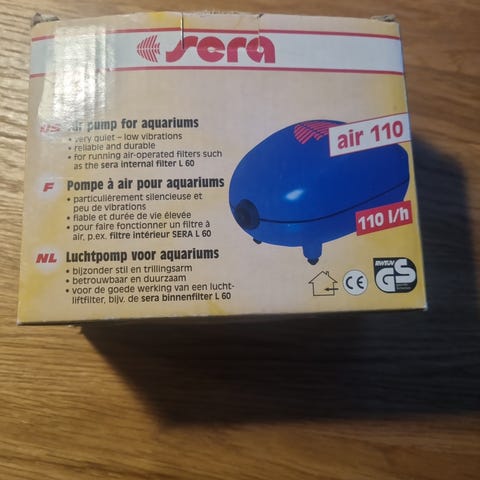 sera
US Air pump for aquariums
• very quiet – low vibrations
• reliable and durable
• for running air-operated filters such
as the sera internal filter L 60
air 110
110 l/h
F Pompe à air pour aquariums
• particulièrement silencieuse et
peu de vibrations
• fiable et durée de vie élevée
• pour faire fonctionner un filtre à
air, p.ex. filtre intérieur SERA L 60
NL Luchtpomp voor aquariums
• bijzonder stil en trillingsarm
• betrouwbaar en duurzaam
• voor de goede werking van een lucht-
liftfilter, bijv. de sera binnenfilter L 60
CE
GS